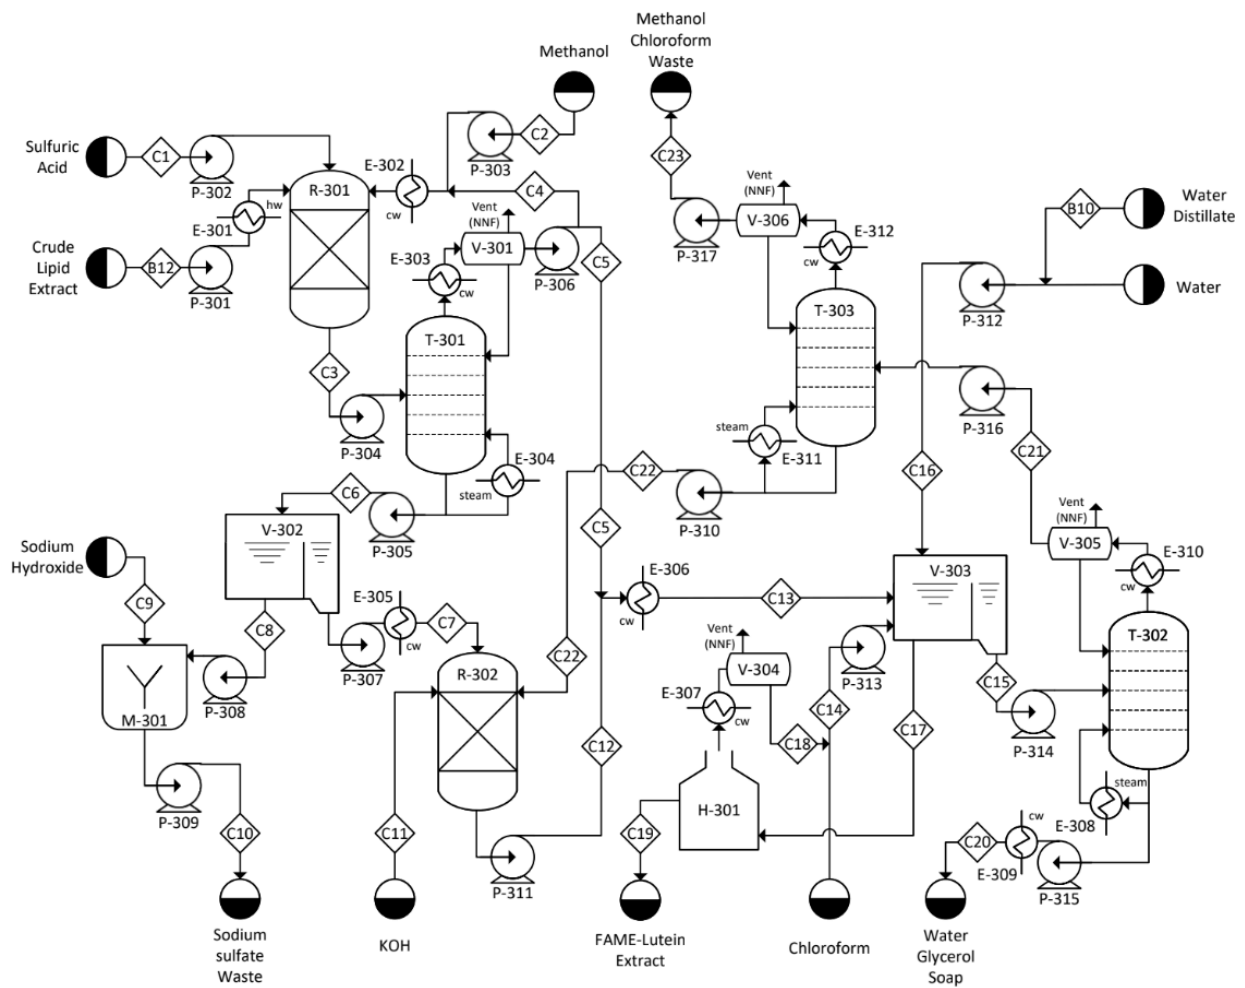 Methanol
Chloroform
Waste
Methanol
Sulfuric
Acid
C1
P-302
E-302
cw
P-303
C2
C23
R-301
C4
Vent
(NNF)
V-306
P-317
E-312
cw
B10
Water
Distillate
E-301
hw
Crude
Lipid
Extract
B12
P-301
E-303
cw
Vent
(NNF)
V-301
P-306
C5
T-303
P-312
Water
T-301
C3
P-304
E-304
steam
steam
E-311
P-316
C21
C6
P-305
C22
P-310
C16
V-302
C5
Vent
(NNF)
V-305
E-310
cw
Sodium
Hydroxide
C9
C8
E-305
cw
C7
P-307
E-306
cw
C13
V-303
M-301
P-308
R-302
C22
Vent
(NNF)
V-304
E-307
cw
P-313
C14
C15
T-302
P-314
C17
C12
C18
P-309
C10
C11
P-311
C19
H-301
steam
E-308
cw
C20
E-309
P-315
Sodium
sulfate
Waste
KOH
FAME-Lutein
Extract
Chloroform
Water
Glycerol
Soap